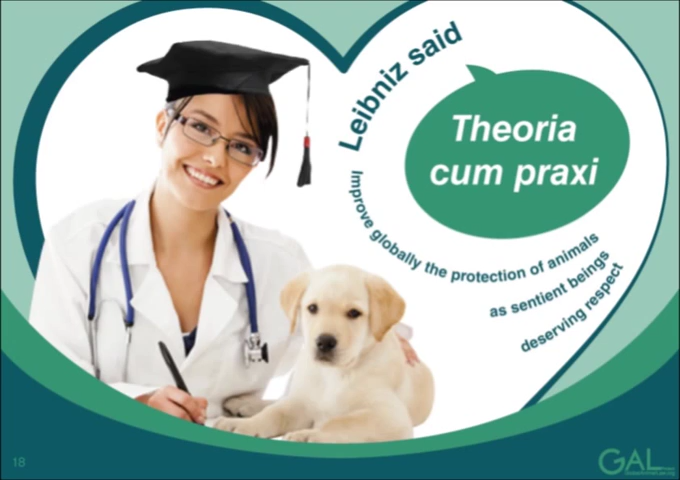 Leibniz said
Theoria
cum praxi
Improve globally the protection of animals
as sentient beings
deserving respect
18
GAL